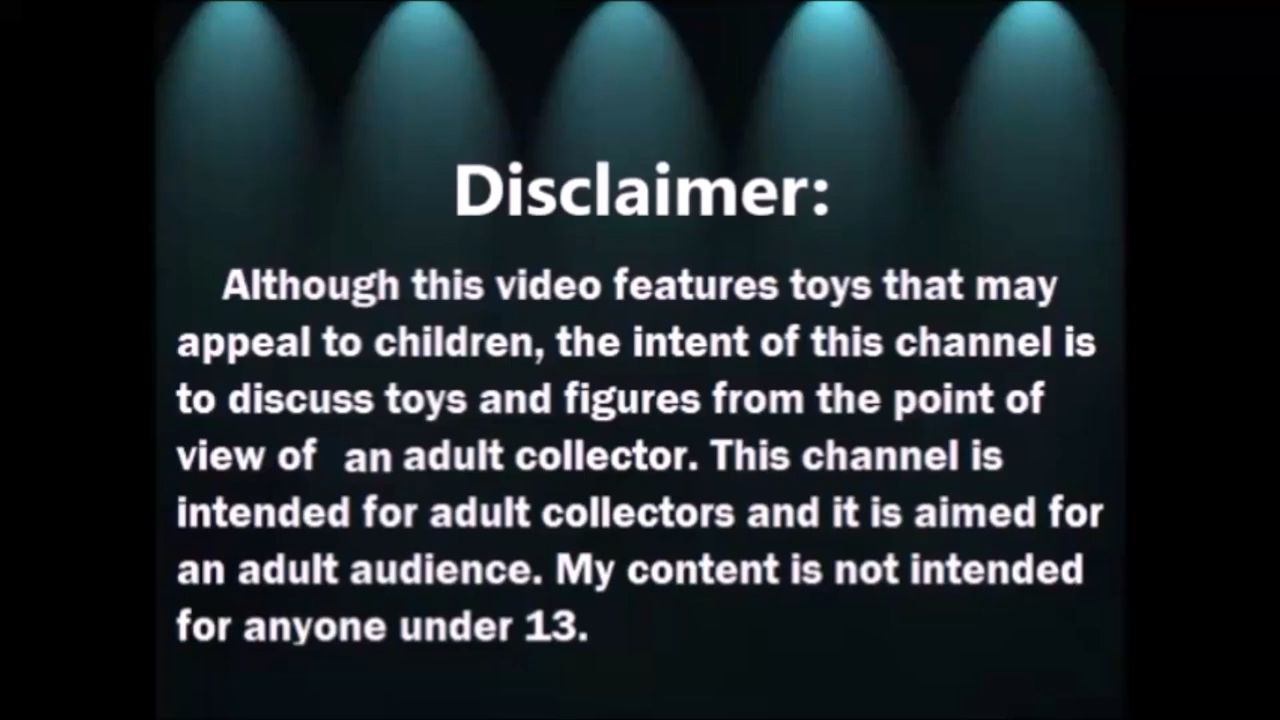 Disclaimer:
Although this video features toys that may
appeal to children, the intent of this channel is
to discuss toys and figures from the point of
view of an adult collector. This channel is
intended for adult collectors and it is aimed for
an adult audience. My content is not intended
for anyone under 13.